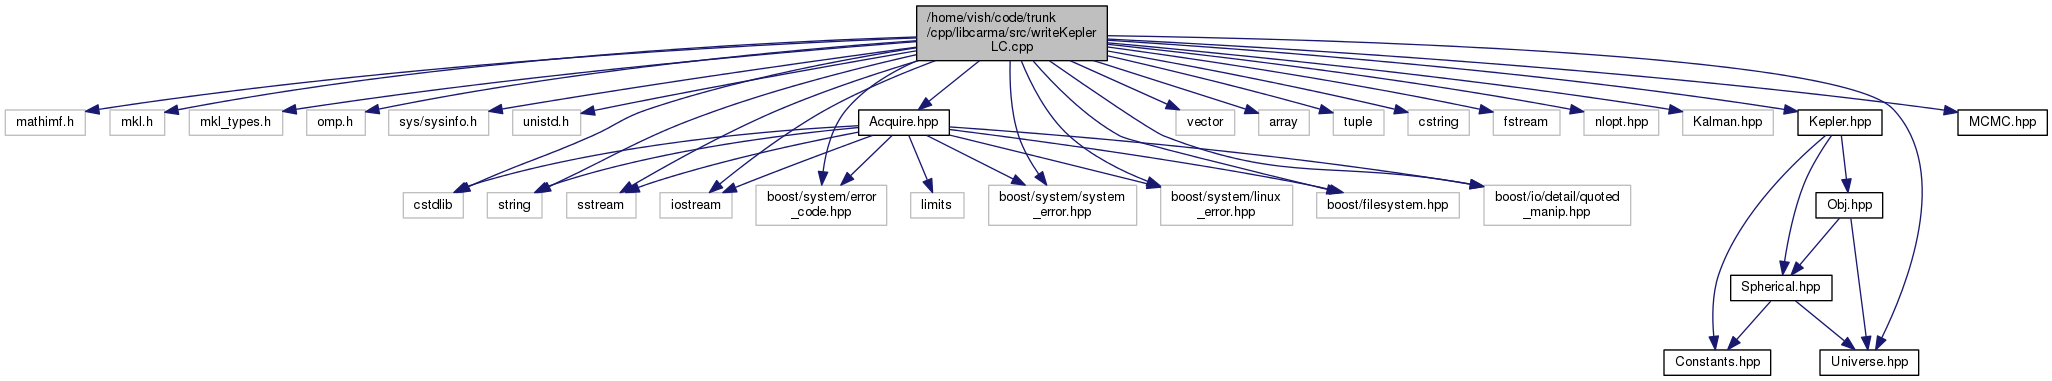 /home/vish/code/trunk
/cpp/libcarma/src/writeKepler
LC.cpp
mathimf.h
mkl.h
mkl_types.h
omp.h
sys/sysinfo.h
unistd.h
Acquire.hpp
vector
array
tuple
cstring
fstream
nlopt.hpp
Kalman.hpp
Kepler.hpp
MCMC.hpp
cstdlib
string
sstream
iostream
boost/system/error
_code.hpp
limits
boost/system/system
_error.hpp
boost/system/linux
_error.hpp
boost/filesystem.hpp
boost/io/detail/quoted
_manip.hpp
Obj.hpp
Spherical.hpp
Constants.hpp
Universe.hpp